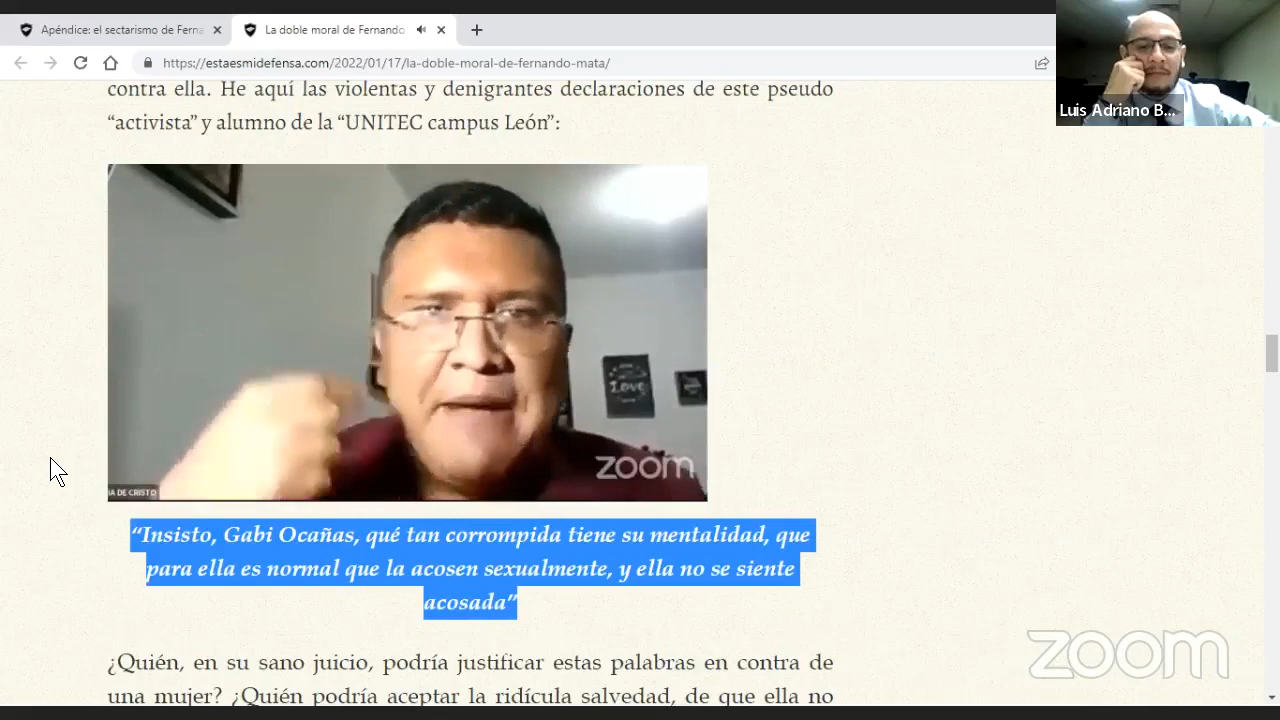 Apéndice: el sectarismo de Ferna
La doble moral de Fernando
https://estaesmidefensa.com/2022/01/17/la-doble-moral-de-fernando-mata/
Luis Adriano B...
contra ella. He aquí las violentas y denigrantes declaraciones de este pseudo
“activista” y alumno de la “UNITEC campus León”:
Love
zoom
IA DE CRISTO
“Insisto, Gabi Ocañas, qué tan corrompida tiene su mentalidad, que
para ella es normal que la acosen sexualmente, y ella no se siente
acosada”
zoom
¿Quién, en su sano juicio, podría justificar estas palabras en contra de
una mujer? ¿Quién podría aceptar la ridícula salvedad, de que ella no